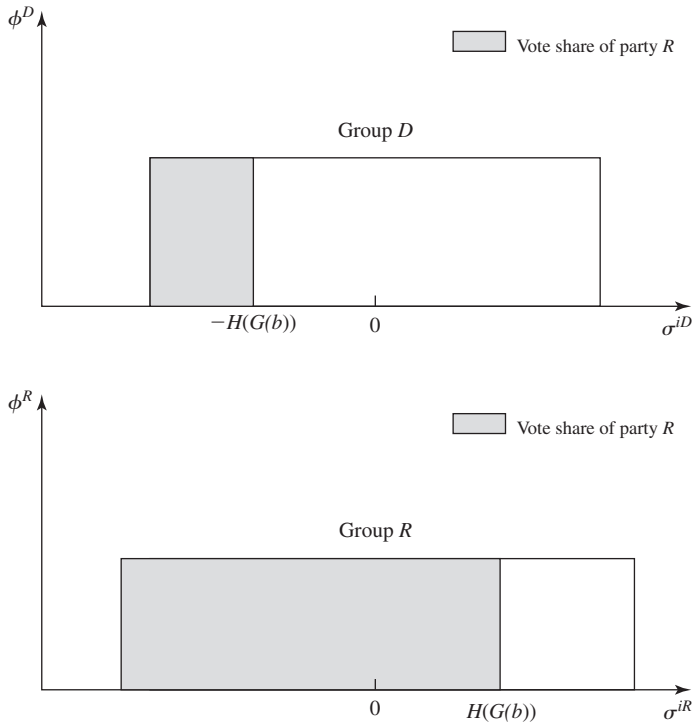 ϕ^D
Vote share of party R
Group D
−H(G(b))
0
σ^{iD}
ϕ^R
Vote share of party R
Group R
0
H(G(b))
σ^{iR}